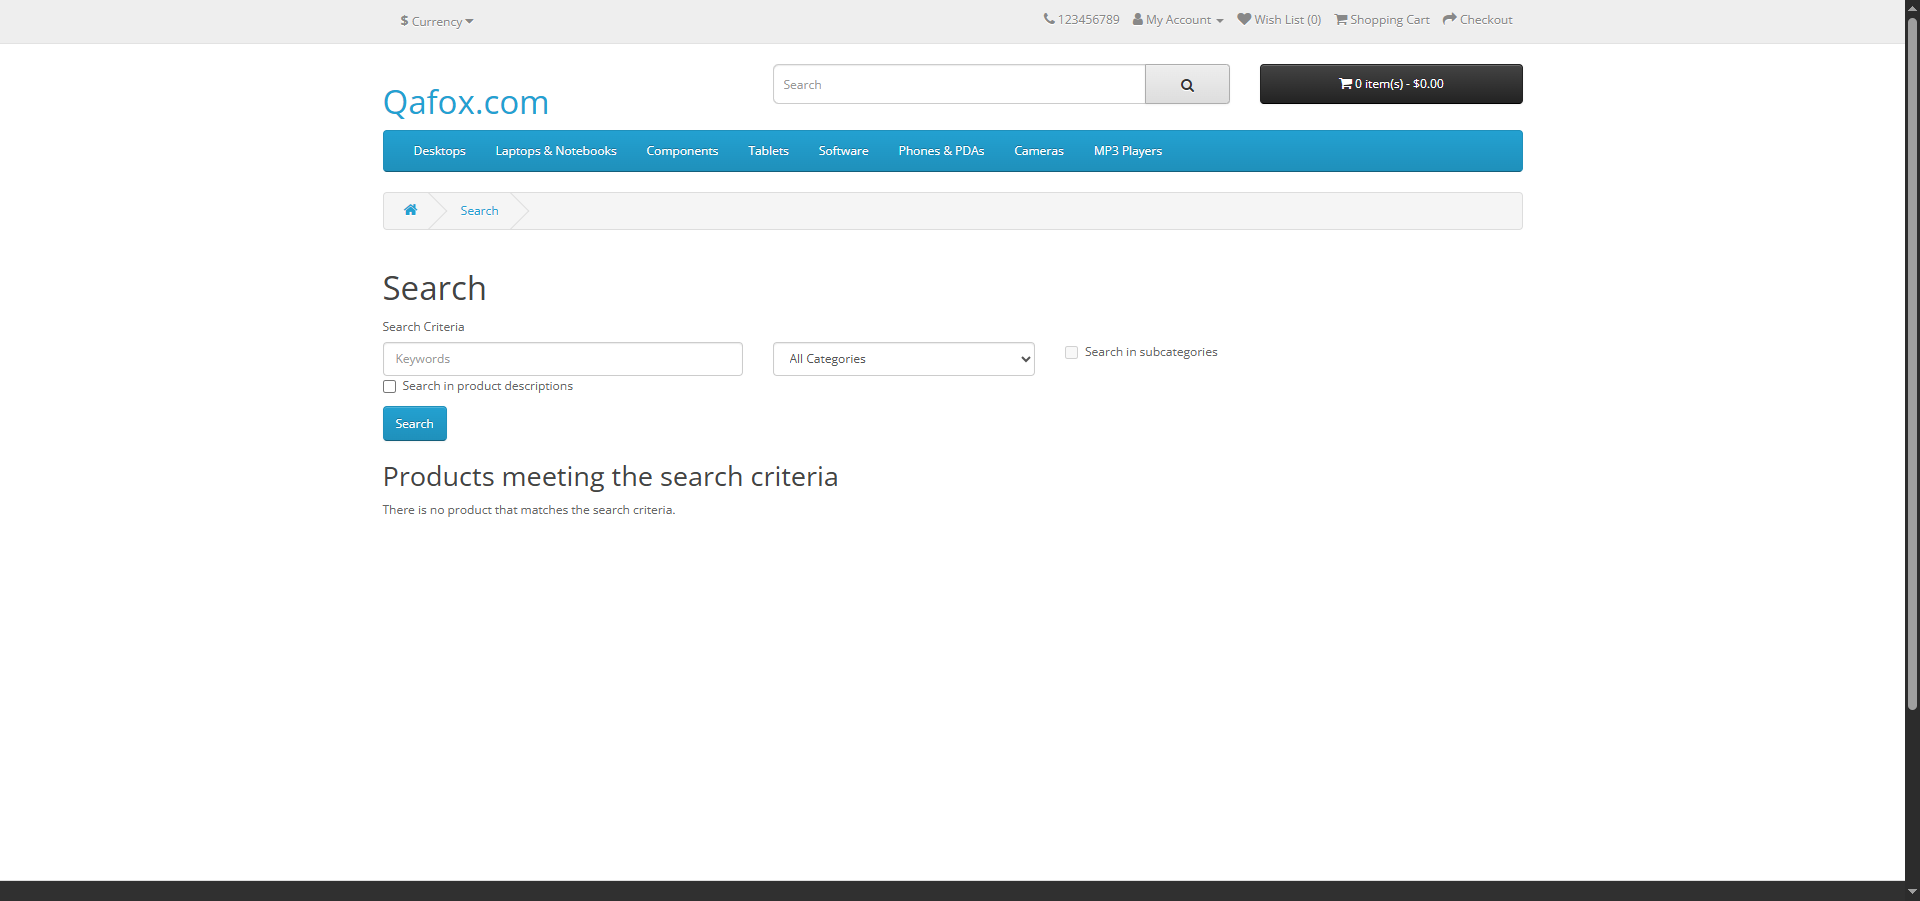 $ Currency
123456789 My Account Wish List (0) Shopping Cart Checkout
Qafox.com
Search
0 item(s) - $0.00
Desktops Laptops & Notebooks Components Tablets Software Phones & PDAs Cameras MP3 Players
Search
Search
Search Criteria
Keywords
All Categories
Search in subcategories
Search in product descriptions
Search
Products meeting the search criteria
There is no product that matches the search criteria.